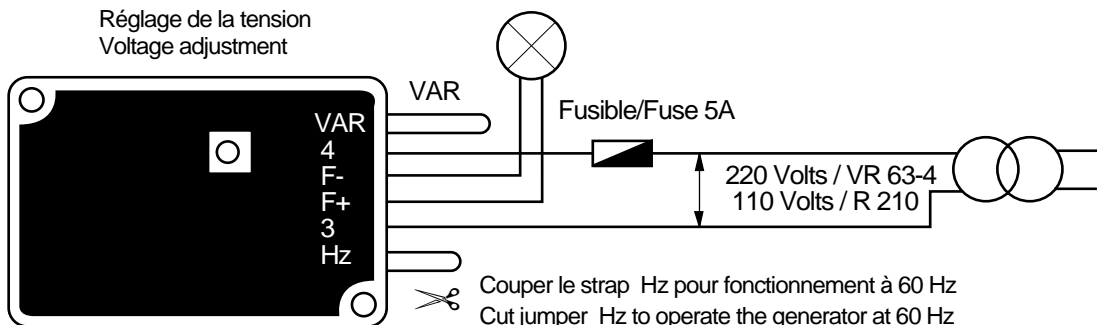 Réglage de la tension
Voltage adjustment
VAR
Fusible/Fuse 5A
VAR
4
F-
F+
3
Hz
220 Volts / VR 63-4
110 Volts / R 210
Couper le strap Hz pour fonctionnement à 60 Hz
Cut jumper Hz to operate the generator at 60 Hz